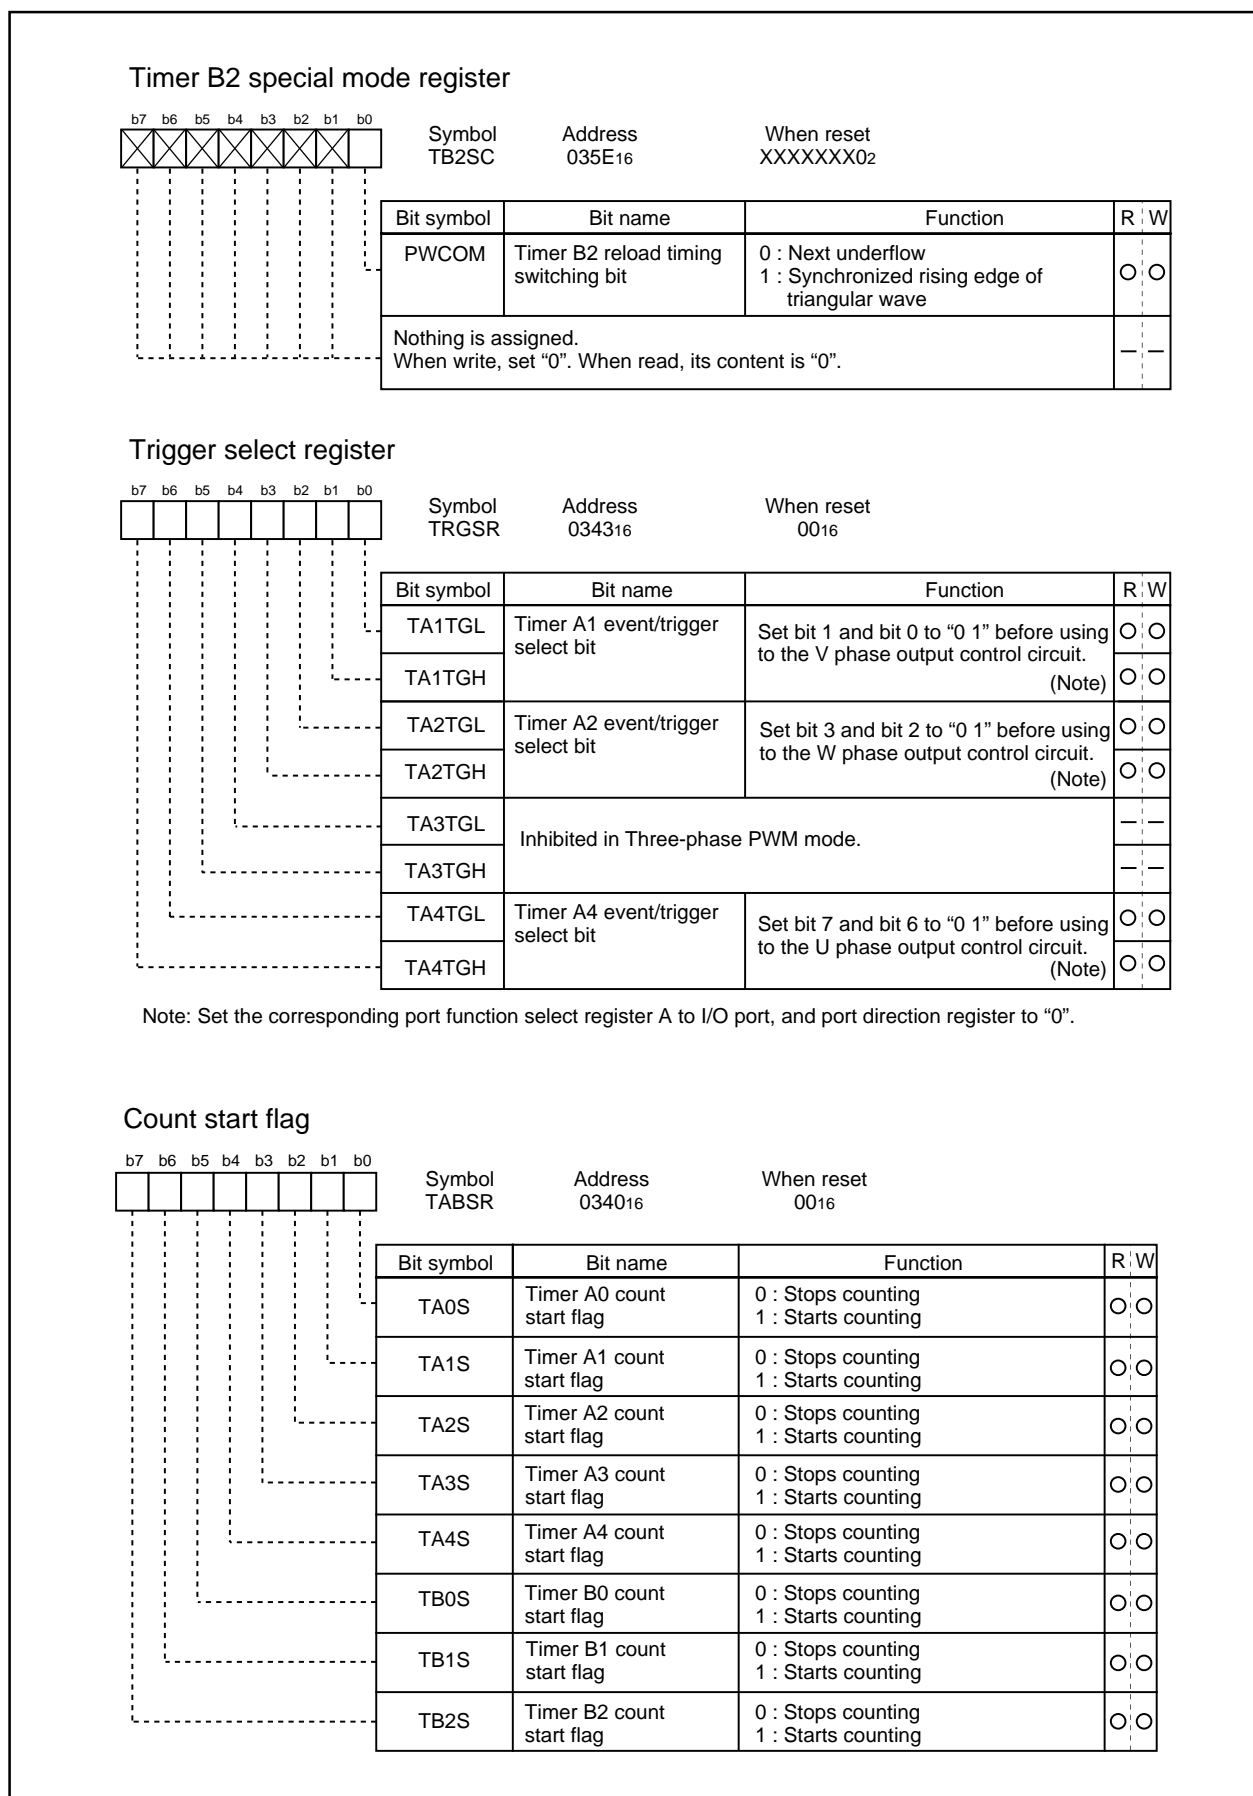 Timer B2 special mode register
b7 b6 b5 b4 b3 b2 b1 b0
Symbol Address When reset
TB2SC 035E16 XXXXXXX02
Bit symbol Bit name Function R W
PWCOM Timer B2 reload timing switching bit 0 : Next underflow
1 : Synchronized rising edge of triangular wave
Nothing is assigned.
When write, set “0”. When read, its content is “0”.
— —
Trigger select register
b7 b6 b5 b4 b3 b2 b1 b0
Symbol Address When reset
TRGSR 034316 0016
Bit symbol Bit name Function R W
TA1TGL Timer A1 event/trigger select bit
Set bit 1 and bit 0 to “0 1” before using
to the V phase output control circuit.
TA1TGH (Note)
TA2TGL Timer A2 event/trigger select bit
Set bit 3 and bit 2 to “0 1” before using
to the W phase output control circuit.
TA2TGH (Note)
TA3TGL — —
Inhibited in Three-phase PWM mode.
TA3TGH — —
TA4TGL Timer A4 event/trigger select bit
Set bit 7 and bit 6 to “0 1” before using
to the U phase output control circuit.
TA4TGH (Note)
Note: Set the corresponding port function select register A to I/O port, and port direction register to “0”.
Count start flag
b7 b6 b5 b4 b3 b2 b1 b0
Symbol Address When reset
TABSR 034016 0016
Bit symbol Bit name Function R W
TA0S Timer A0 count start flag 0 : Stops counting
1 : Starts counting
TA1S Timer A1 count start flag 0 : Stops counting
1 : Starts counting
TA2S Timer A2 count start flag 0 : Stops counting
1 : Starts counting
TA3S Timer A3 count start flag 0 : Stops counting
1 : Starts counting
TA4S Timer A4 count start flag 0 : Stops counting
1 : Starts counting
TB0S Timer B0 count start flag 0 : Stops counting
1 : Starts counting
TB1S Timer B1 count start flag 0 : Stops counting
1 : Starts counting
TB2S Timer B2 count start flag 0 : Stops counting
1 : Starts counting